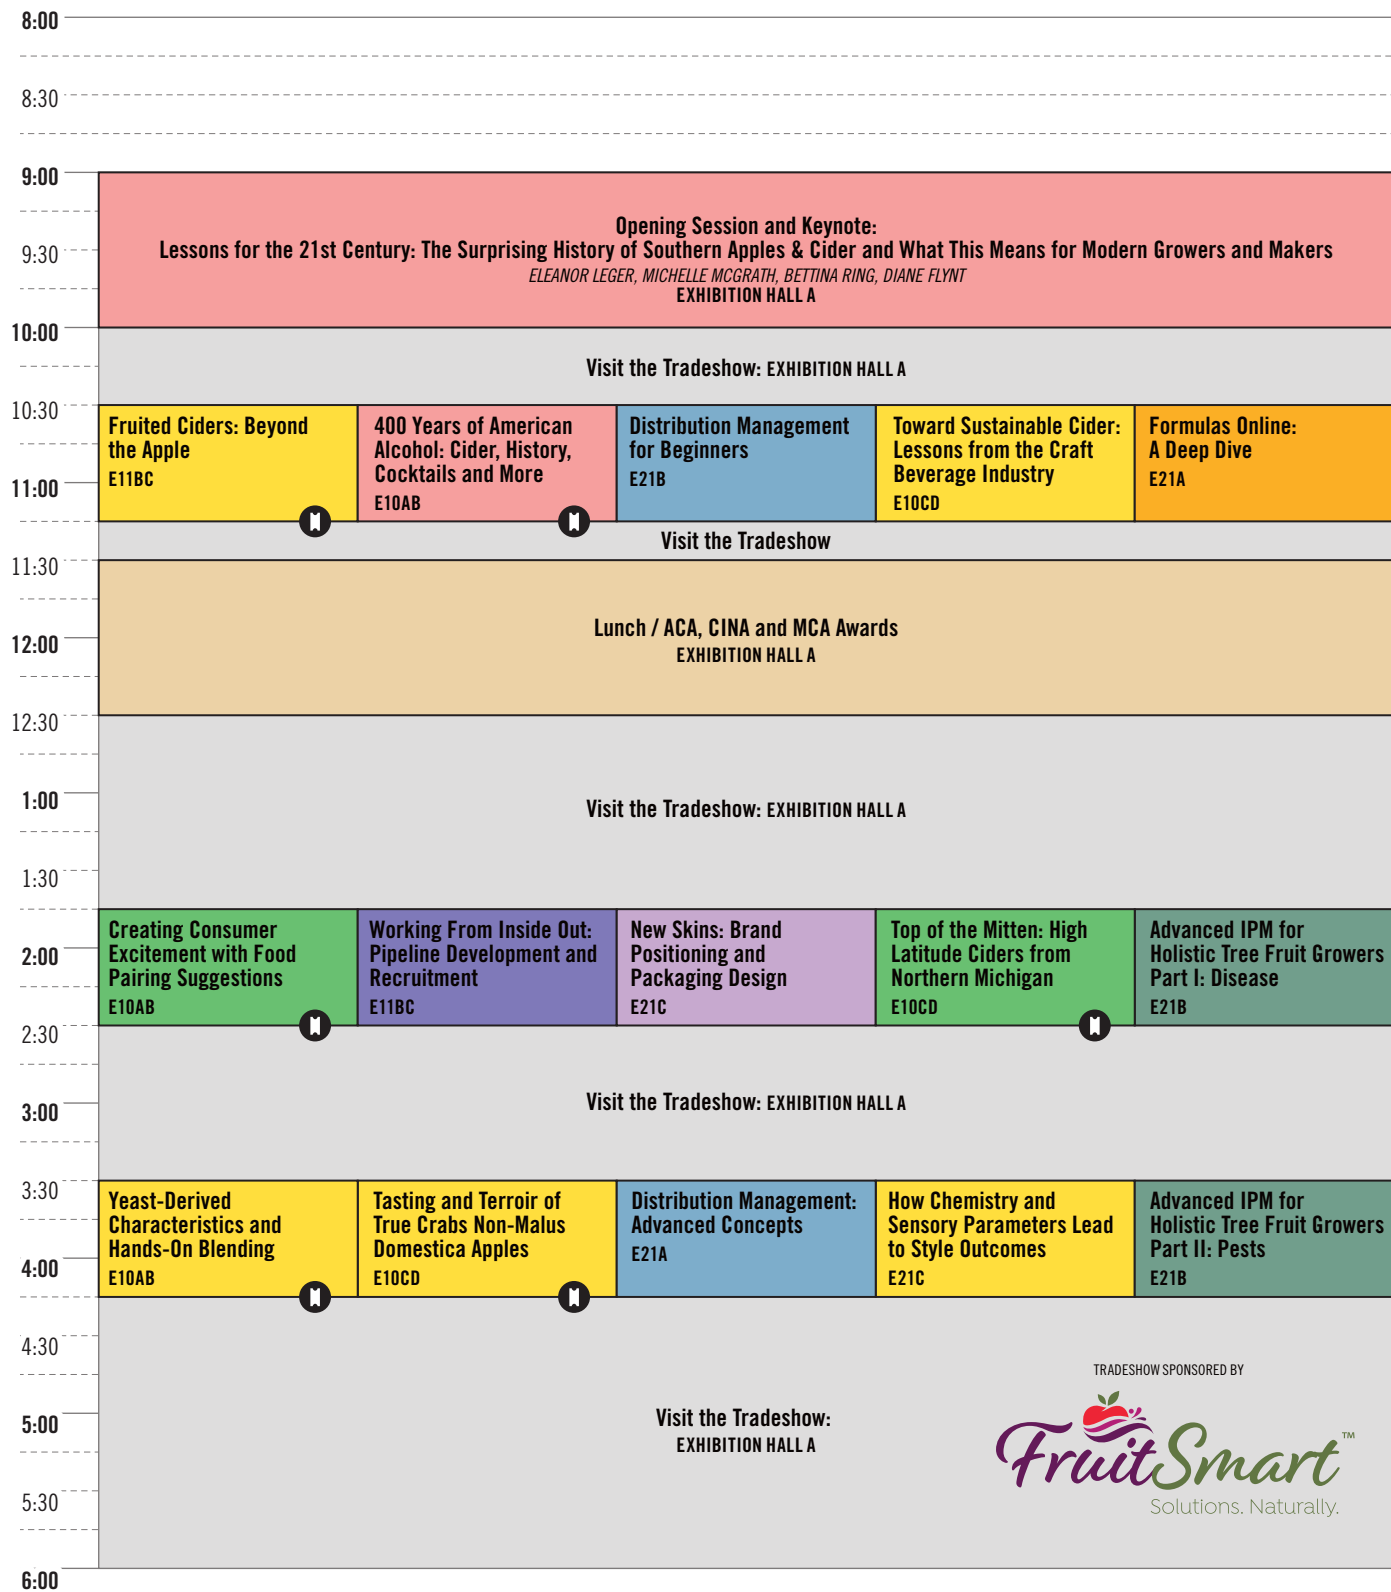 8:00
8:30
9:00
Opening Session and Keynote:
9:30
Lessons for the 21st Century: The Surprising History of Southern Apples & Cider and What This Means for Modern Growers and Makers
ELEANOR LEGER, MICHELLE MCGRATH, BETTINA RING, DIANE FLYNT
EXHIBITION HALL A
10:00
Visit the Tradeshow: EXHIBITION HALL A
10:30
Fruited Ciders: Beyond
the Apple
E11BC
400 Years of American
Alcohol: Cider, History,
Cocktails and More
E10AB
Distribution Management
for Beginners
E21B
Toward Sustainable Cider:
Lessons from the Craft
Beverage Industry
E10CD
Formulas Online:
A Deep Dive
E21A
11:00
Visit the Tradeshow
11:30
Lunch / ACA, CINA and MCA Awards
EXHIBITION HALL A
12:00
12:30
1:00
Visit the Tradeshow: EXHIBITION HALL A
1:30
Creating Consumer
Excitement with Food
Pairing Suggestions
E10AB
Working From Inside Out:
Pipeline Development and
Recruitment
E11BC
New Skins: Brand
Positioning and
Packaging Design
E21C
Top of the Mitten: High
Latitude Ciders from
Northern Michigan
E10CD
Advanced IPM for
Holistic Tree Fruit Growers
Part I: Disease
E21B
2:00
2:30
3:00
Visit the Tradeshow: EXHIBITION HALL A
3:30
Yeast-Derived
Characteristics and
Hands-On Blending
E10AB
Tasting and Terroir of
True Crabs Non-Malus
Domestica Apples
E10CD
Distribution Management:
Advanced Concepts
E21A
How Chemistry and
Sensory Parameters Lead
to Style Outcomes
E21C
Advanced IPM for
Holistic Tree Fruit Growers
Part II: Pests
E21B
4:00
4:30
TRADESHOW SPONSORED BY
5:00
Visit the Tradeshow:
EXHIBITION HALL A
FruitSmart™
Solutions. Naturally.
5:30
6:00